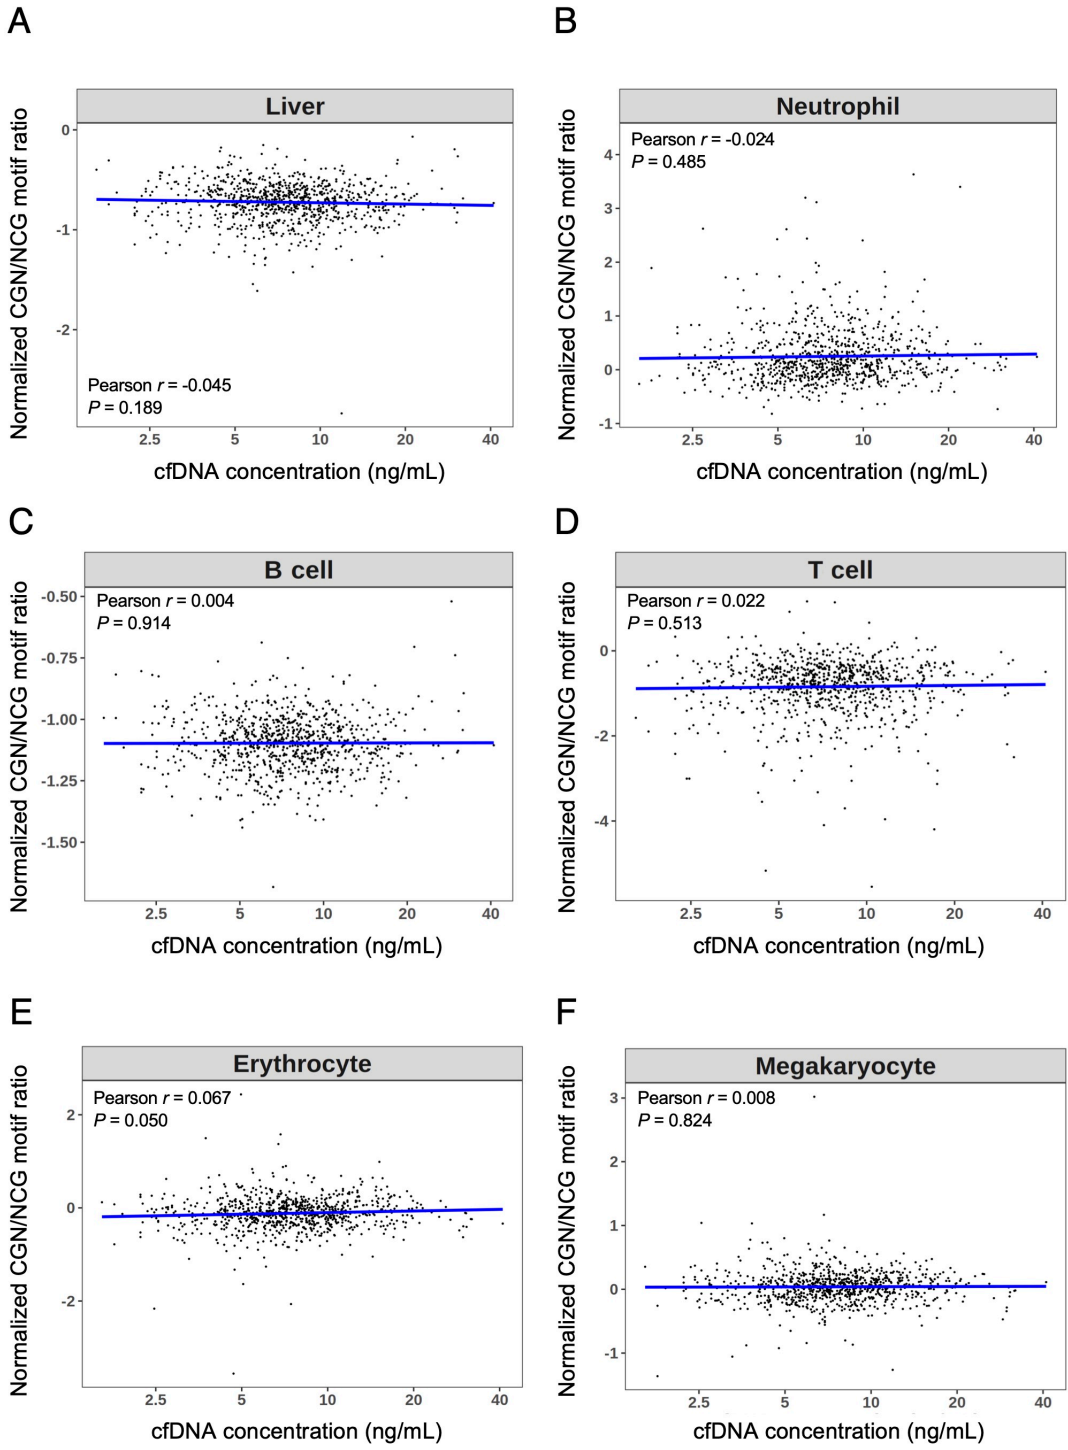 A
Liver
Normalized CGN/NCG motif ratio
0
-1
-2
Pearson r = -0.045
P = 0.189
2.5 5 10 20 40
cfDNA concentration (ng/mL)
B
Neutrophil
Normalized CGN/NCG motif ratio
Pearson r = -0.024
P = 0.485
4
3
2
1
0
-1
2.5 5 10 20 40
cfDNA concentration (ng/mL)
C
B cell
Normalized CGN/NCG motif ratio
Pearson r = 0.004
P = 0.914
-0.50
-0.75
-1.00
-1.25
-1.50
2.5 5 10 20 40
cfDNA concentration (ng/mL)
D
T cell
Normalized CGN/NCG motif ratio
Pearson r = 0.022
P = 0.513
0
-2
-4
2.5 5 10 20 40
cfDNA concentration (ng/mL)
E
Erythrocyte
Normalized CGN/NCG motif ratio
Pearson r = 0.067
P = 0.050
2
0
-2
2.5 5 10 20 40
cfDNA concentration (ng/mL)
F
Megakaryocyte
Normalized CGN/NCG motif ratio
Pearson r = 0.008
P = 0.824
3
2
1
0
-1
2.5 5 10 20 40
cfDNA concentration (ng/mL)